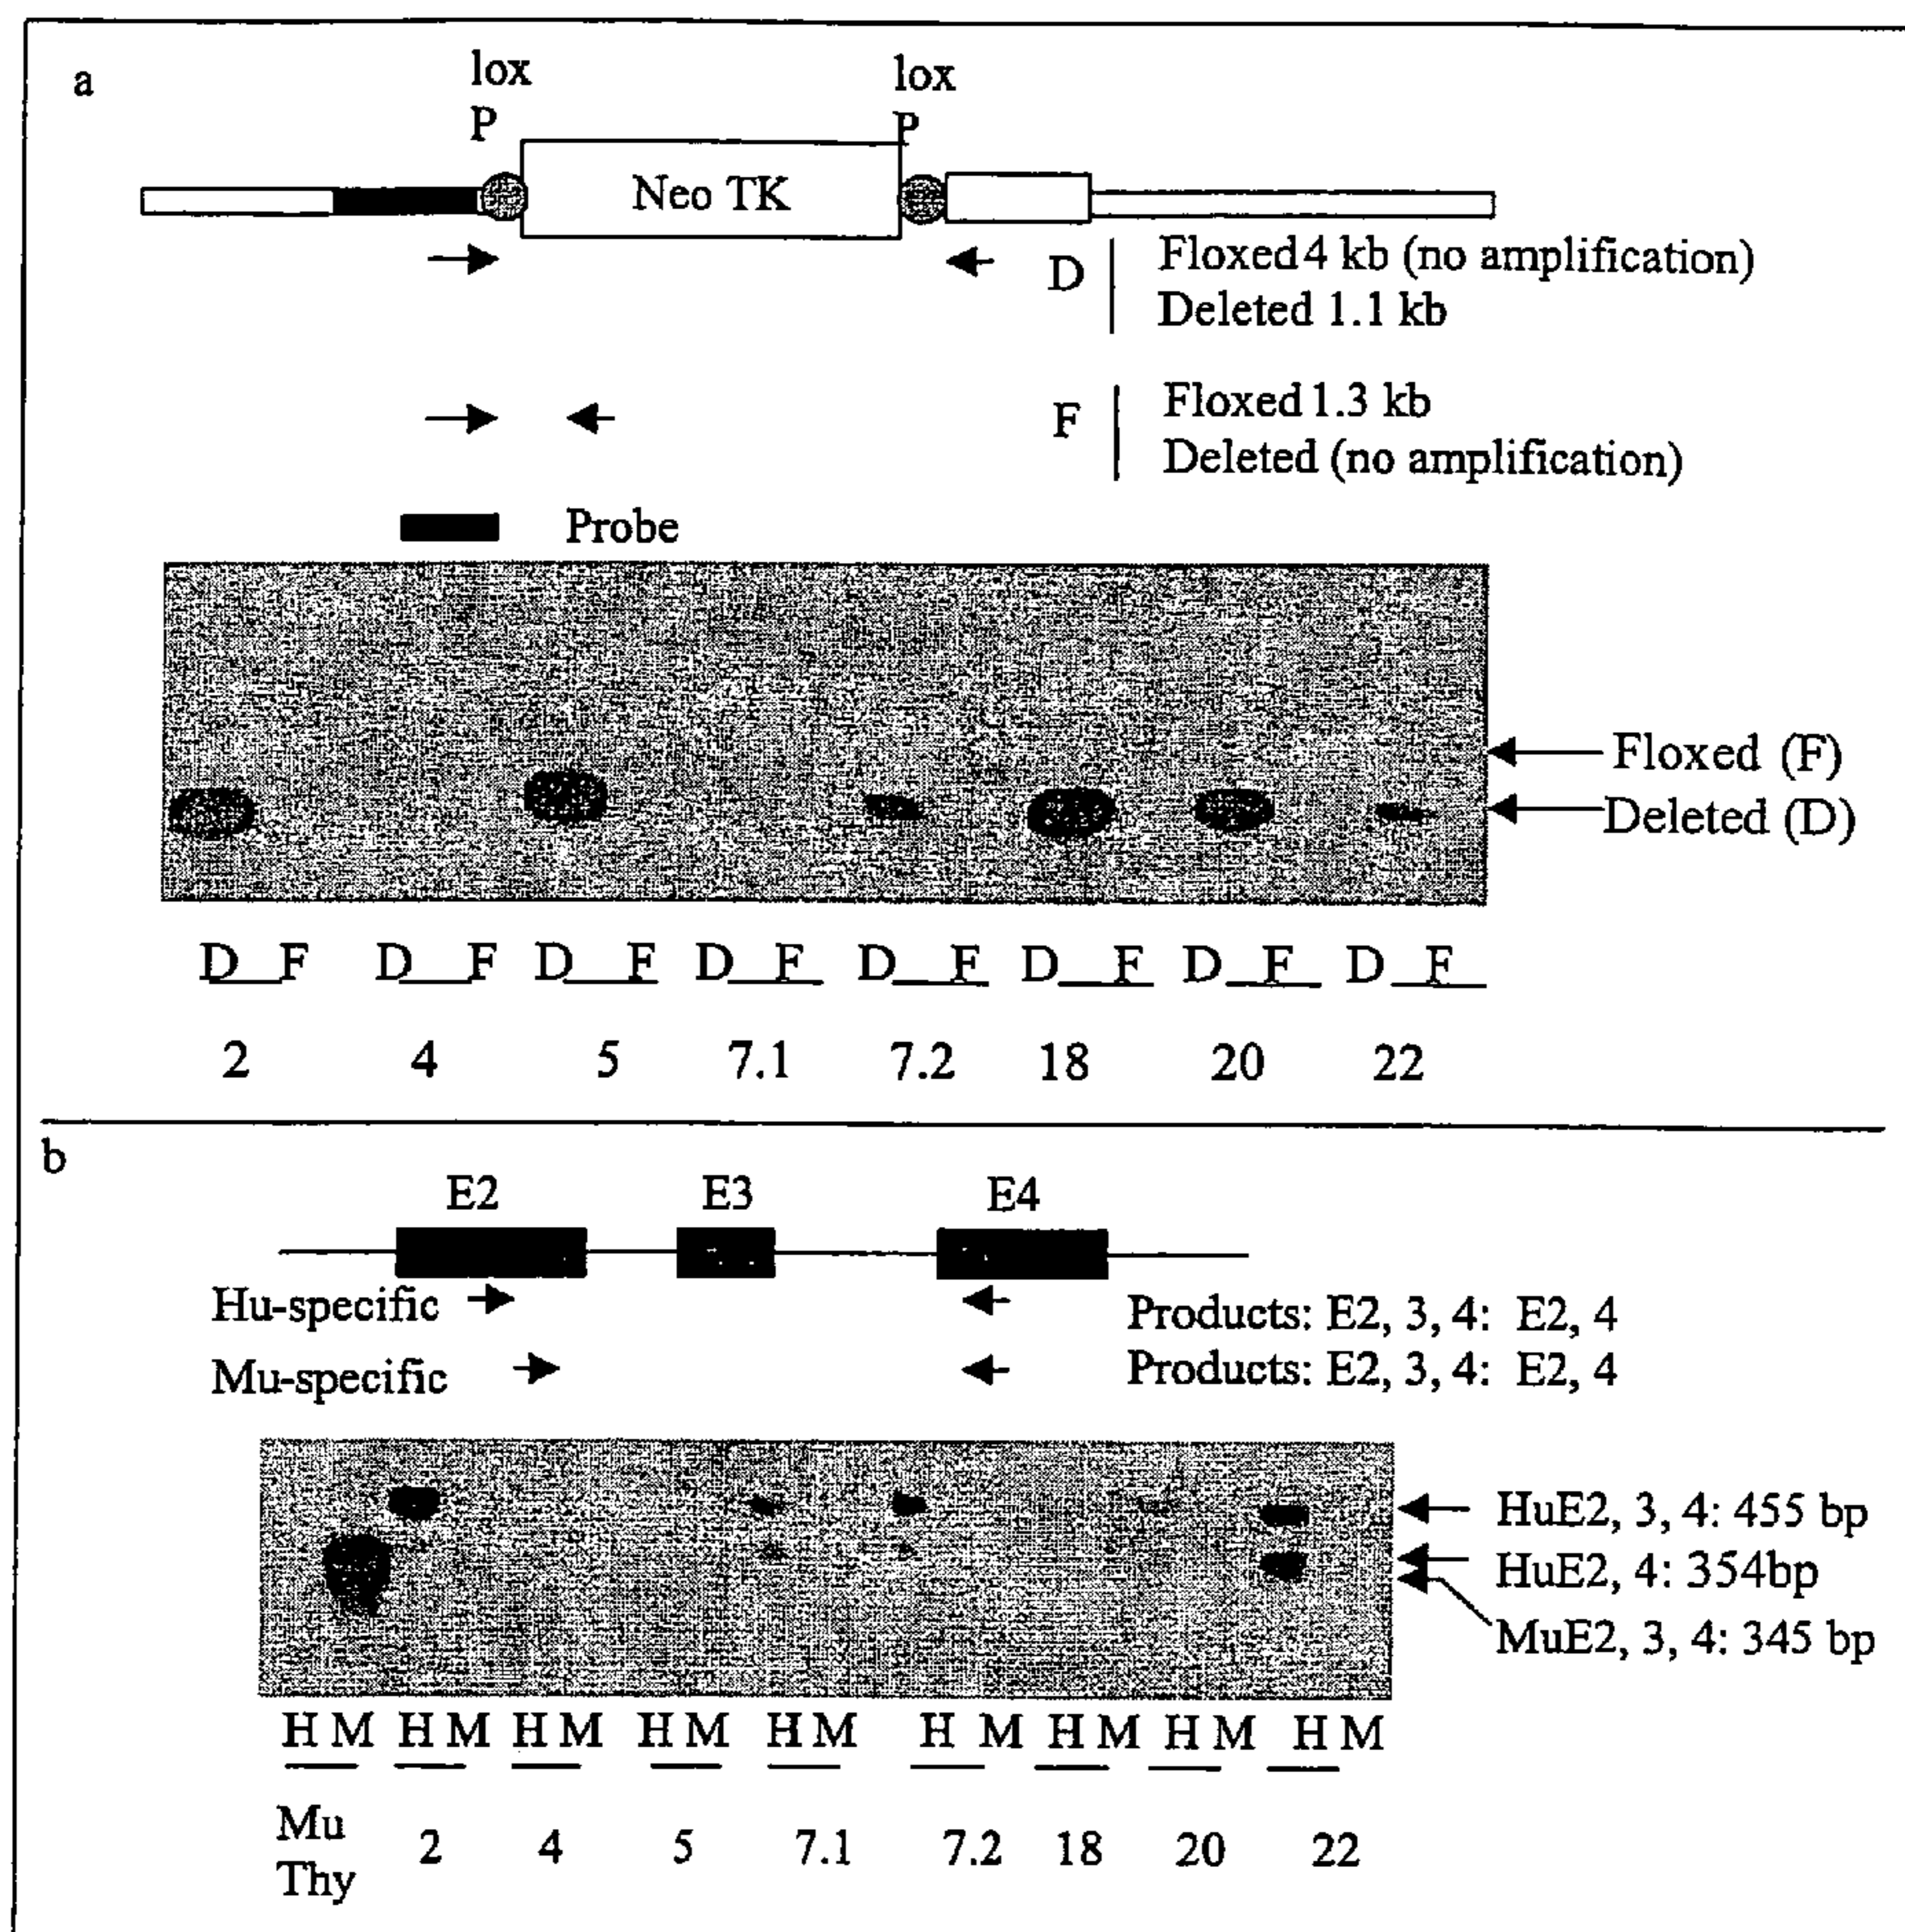 a
lox
P
lox
P
Neo TK
D
Floxed 4 kb (no amplification)
Deleted 1.1 kb
F
Floxed 1.3 kb
Deleted (no amplification)
Probe
Floxed (F)
Deleted (D)
D F D F D F D F D F D F D F D F
2 4 5 7.1 7.2 18 20 22
b
E2 E3 E4
Hu-specific
Products: E2, 3, 4: E2, 4
Mu-specific
Products: E2, 3, 4: E2, 4
HuE2, 3, 4: 455 bp
HuE2, 4: 354bp
MuE2, 3, 4: 345 bp
H M H M H M H M H M H M H M H M H M
Mu
Thy
2 4 5 7.1 7.2 18 20 22